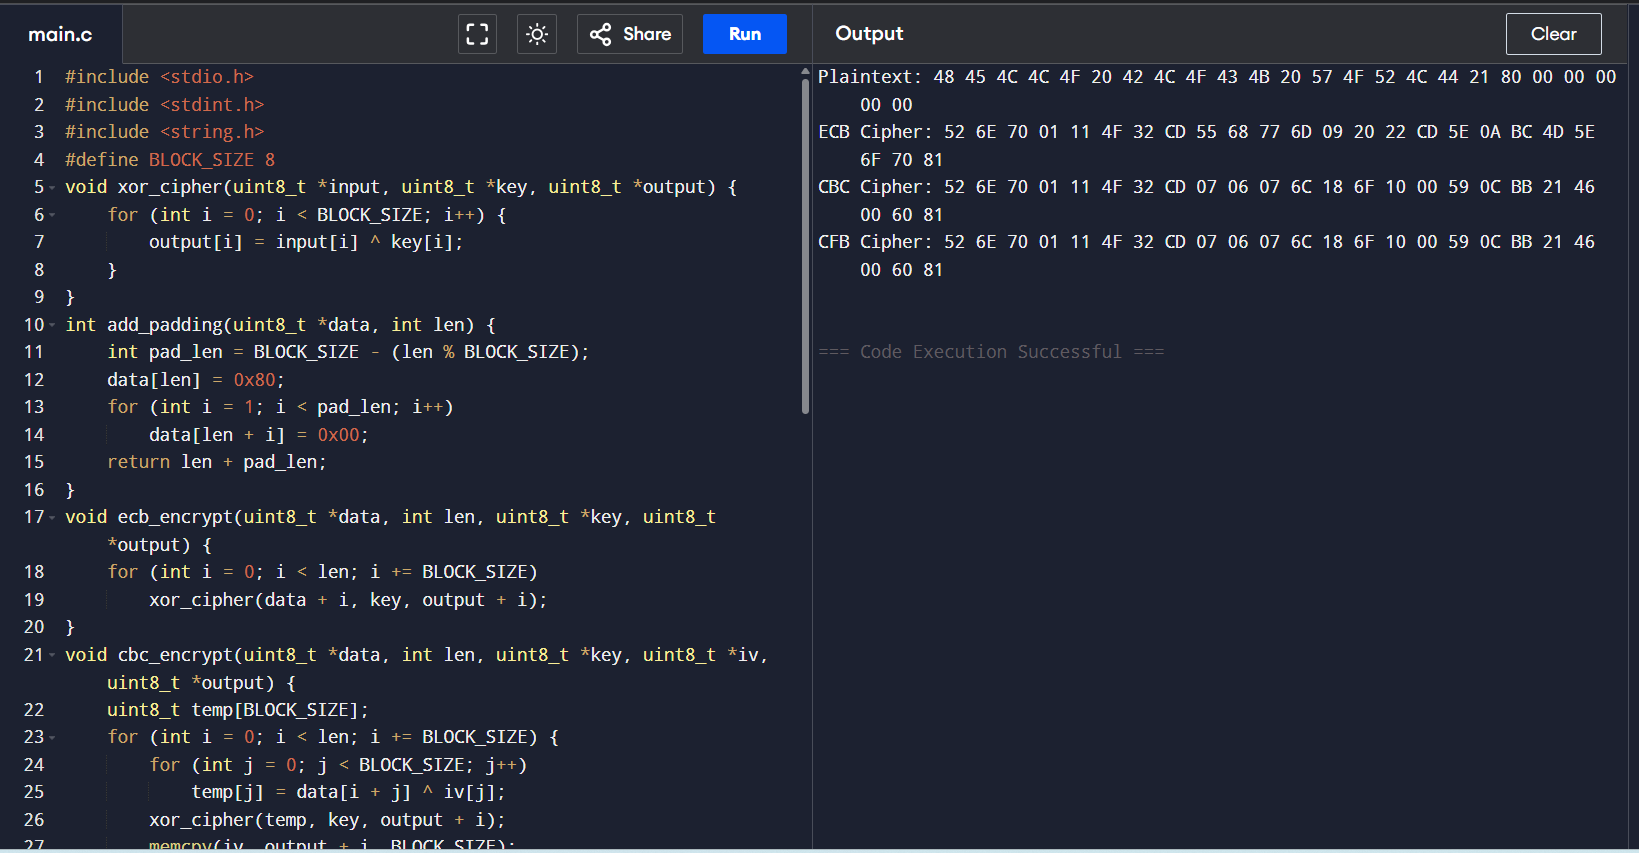 main.c
Share
Run
Output
Clear
1 #include <stdio.h>
2 #include <stdint.h>
3 #include <string.h>
4 #define BLOCK_SIZE 8
5 void xor_cipher(uint8_t *input, uint8_t *key, uint8_t *output) {
6 for (int i = 0; i < BLOCK_SIZE; i++) {
7 output[i] = input[i] ^ key[i];
8 }
9 }
10 int add_padding(uint8_t *data, int len) {
11 int pad_len = BLOCK_SIZE - (len % BLOCK_SIZE);
12 data[len] = 0x80;
13 for (int i = 1; i < pad_len; i++)
14 data[len + i] = 0x00;
15 return len + pad_len;
16 }
17 void ecb_encrypt(uint8_t *data, int len, uint8_t *key, uint8_t
*output) {
18 for (int i = 0; i < len; i += BLOCK_SIZE)
19 xor_cipher(data + i, key, output + i);
20 }
21 void cbc_encrypt(uint8_t *data, int len, uint8_t *key, uint8_t *iv,
uint8_t *output) {
22 uint8_t temp[BLOCK_SIZE];
23 for (int i = 0; i < len; i += BLOCK_SIZE) {
24 for (int j = 0; j < BLOCK_SIZE; j++)
25 temp[j] = data[i + j] ^ iv[j];
26 xor_cipher(temp, key, output + i);
27 memcpy(iv, output + i, BLOCK_SIZE);
Plaintext: 48 45 4C 4C 4F 20 42 4C 4F 43 4B 20 57 4F 52 4C 44 21 80 00 00 00
00 00
ECB Cipher: 52 6E 70 01 11 4F 32 CD 55 68 77 6D 09 20 22 CD 5E 0A BC 4D 5E
6F 70 81
CBC Cipher: 52 6E 70 01 11 4F 32 CD 07 06 07 6C 18 6F 10 00 59 0C BB 21 46
00 60 81
CFB Cipher: 52 6E 70 01 11 4F 32 CD 07 06 07 6C 18 6F 10 00 59 0C BB 21 46
00 60 81
=== Code Execution Successful ===